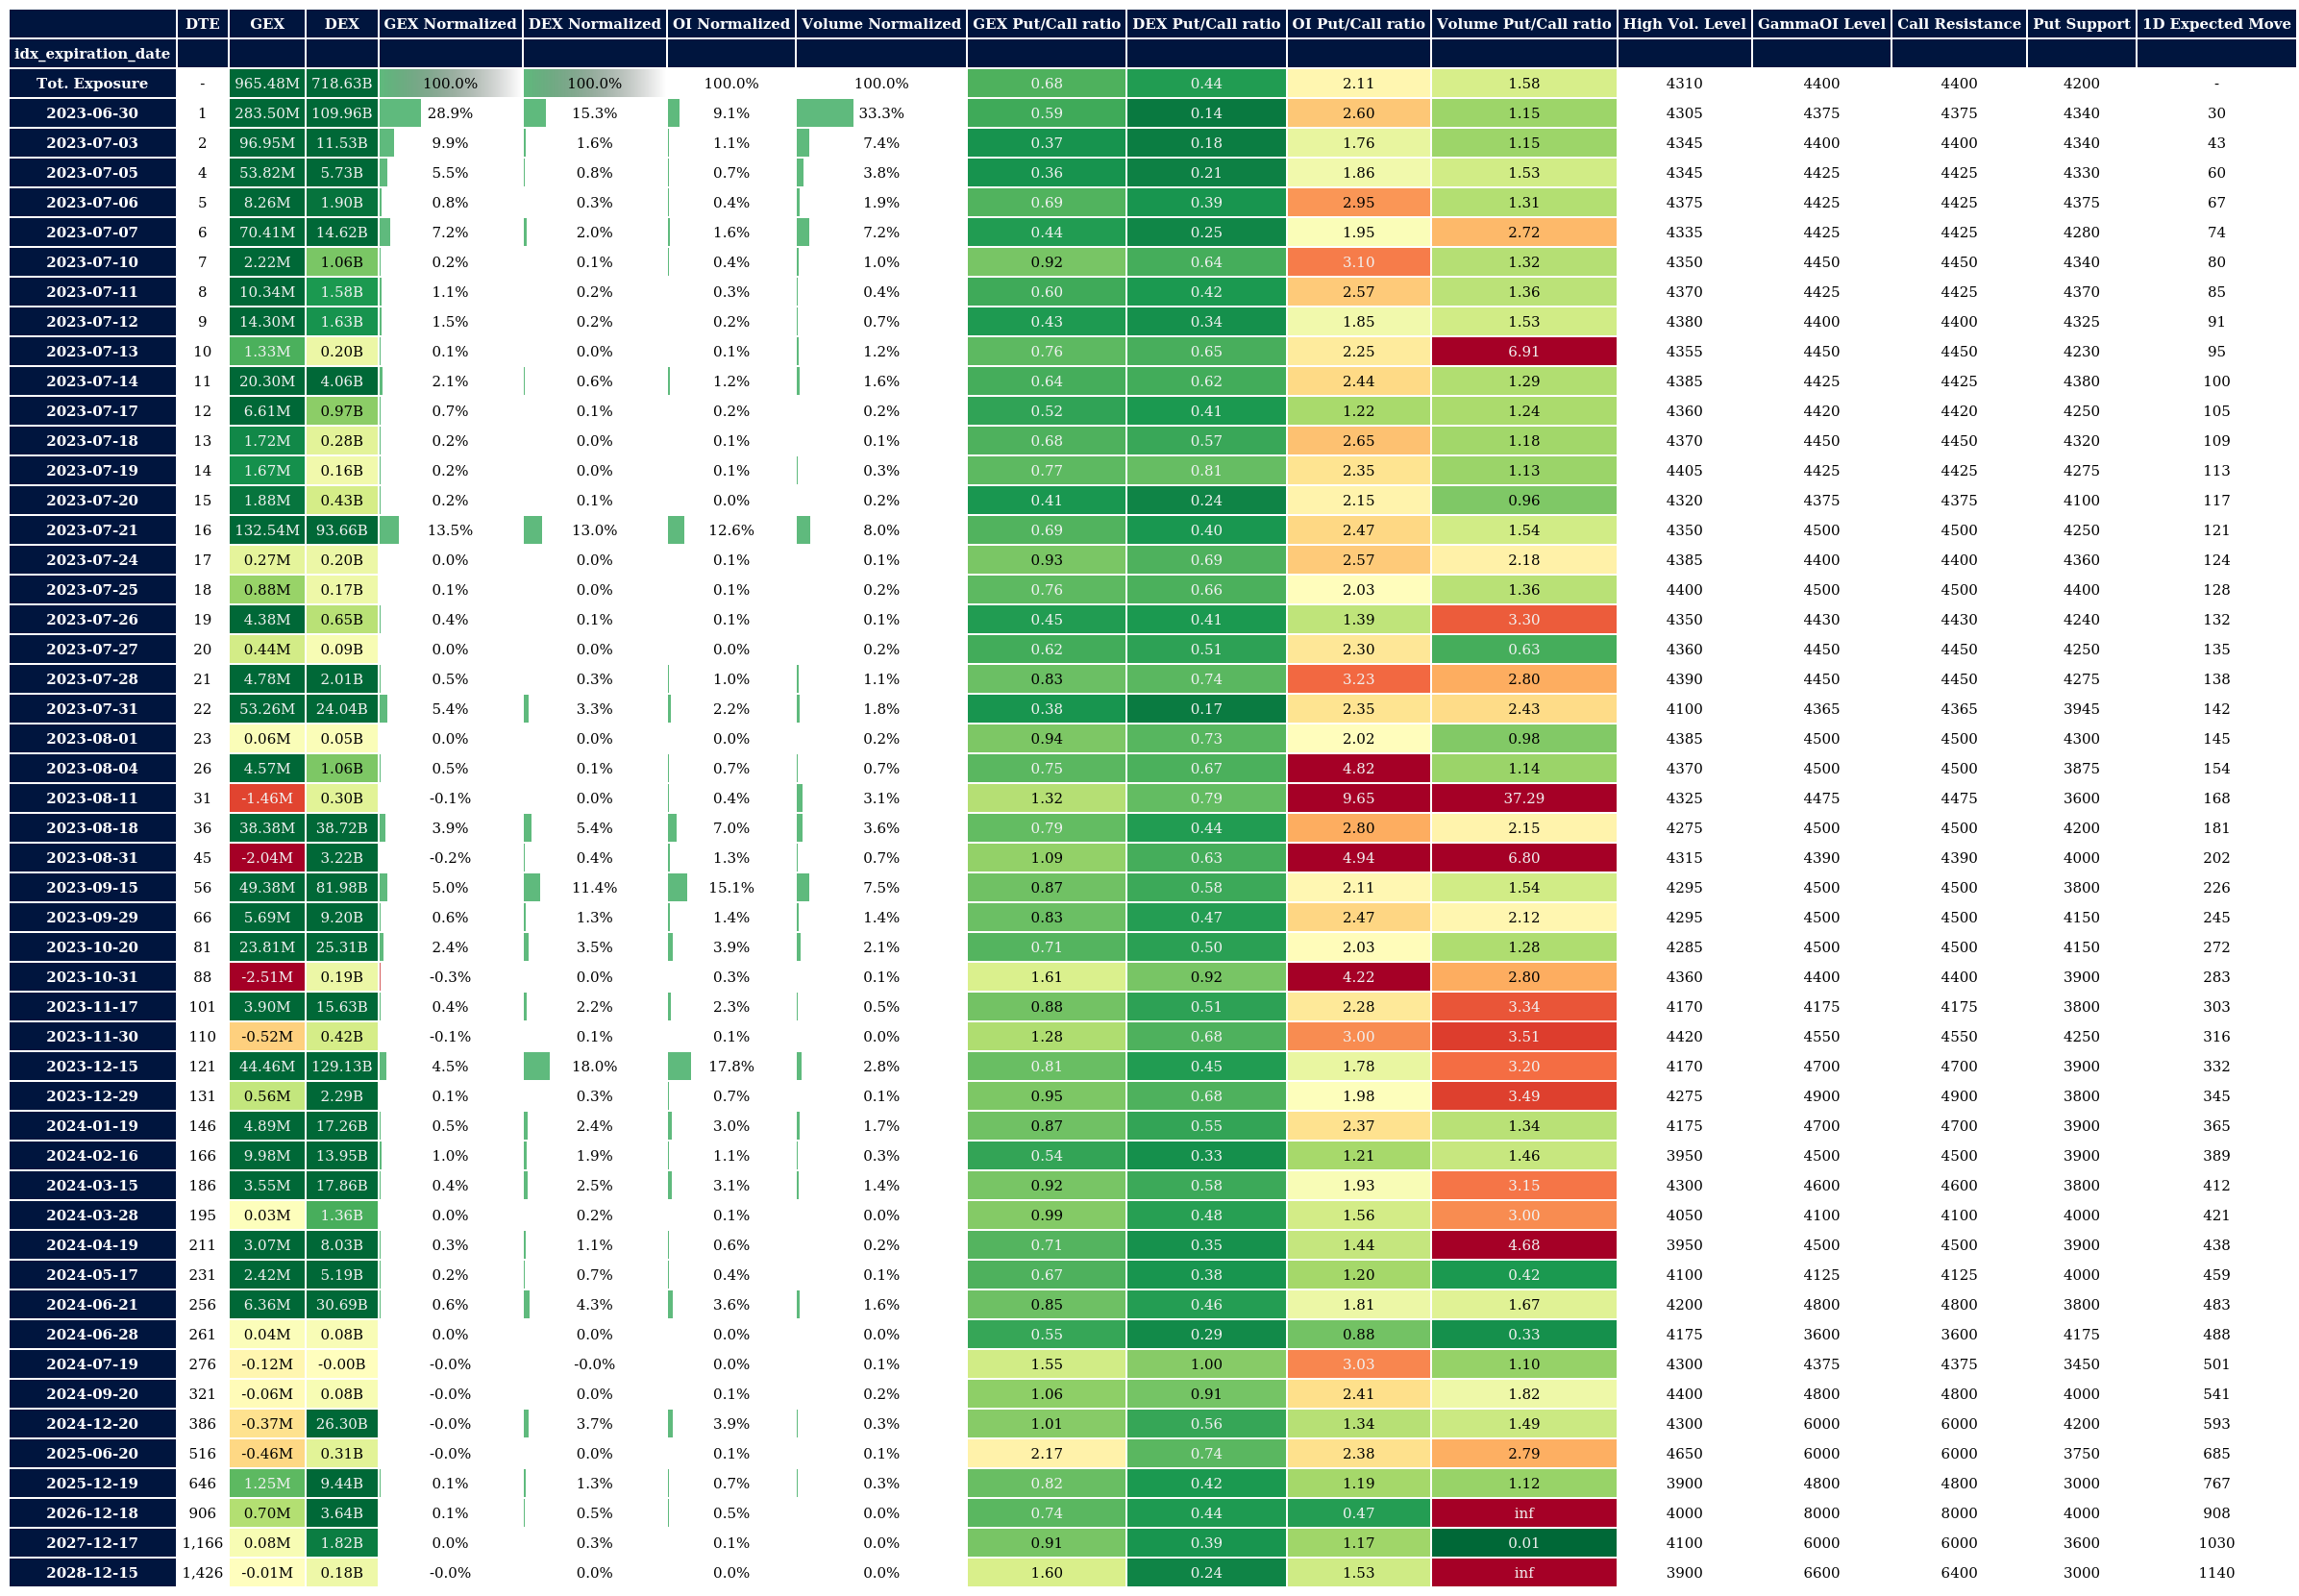 DTE GEX DEX GEX Normalized DEX Normalized OI Normalized Volume Normalized GEX Put/Call ratio DEX Put/Call ratio OI Put/Call ratio Volume Put/Call ratio High Vol. Level GammaOI Level Call Resistance Put Support 1D Expected Move
idx_expiration_date
Tot. Exposure - 965.48M 718.63B 100.0% 100.0% 100.0% 100.0% 0.68 0.44 2.11 1.58 4310 4400 4400 4200 -
2023-06-30 1 283.50M 109.96B 28.9% 15.3% 9.1% 33.3% 0.59 0.14 2.60 1.15 4305 4375 4375 4340 30
2023-07-03 2 96.95M 11.53B 9.9% 1.6% 1.1% 7.4% 0.37 0.18 1.76 1.15 4345 4400 4400 4340 43
2023-07-05 4 53.82M 5.73B 5.5% 0.8% 0.7% 3.8% 0.36 0.21 1.86 1.53 4345 4425 4425 4330 60
2023-07-06 5 8.26M 1.90B 0.8% 0.3% 0.4% 1.9% 0.69 0.39 2.95 1.31 4375 4425 4425 4375 67
2023-07-07 6 70.41M 14.62B 7.2% 2.0% 1.6% 7.2% 0.44 0.25 1.95 2.72 4335 4425 4425 4280 74
2023-07-10 7 2.22M 1.06B 0.2% 0.1% 0.4% 1.0% 0.92 0.64 3.10 1.32 4350 4450 4450 4340 80
2023-07-11 8 10.34M 1.58B 1.1% 0.2% 0.3% 0.4% 0.60 0.42 2.57 1.36 4370 4425 4425 4370 85
2023-07-12 9 14.30M 1.63B 1.5% 0.2% 0.2% 0.7% 0.43 0.34 1.85 1.53 4380 4400 4400 4325 91
2023-07-13 10 1.33M 0.20B 0.1% 0.0% 0.1% 1.2% 0.76 0.65 2.25 6.91 4355 4450 4450 4230 95
2023-07-14 11 20.30M 4.06B 2.1% 0.6% 1.2% 1.6% 0.64 0.62 2.44 1.29 4385 4425 4425 4380 100
2023-07-17 12 6.61M 0.97B 0.7% 0.1% 0.2% 0.2% 0.52 0.41 1.22 1.24 4360 4420 4420 4250 105
2023-07-18 13 1.72M 0.28B 0.2% 0.0% 0.1% 0.1% 0.68 0.57 2.65 1.18 4370 4450 4450 4320 109
2023-07-19 14 1.67M 0.16B 0.2% 0.0% 0.1% 0.3% 0.77 0.81 2.35 1.13 4405 4425 4425 4275 113
2023-07-20 15 1.88M 0.43B 0.2% 0.1% 0.0% 0.2% 0.41 0.24 2.15 0.96 4320 4375 4375 4100 117
2023-07-21 16 132.54M 93.66B 13.5% 13.0% 12.6% 8.0% 0.69 0.40 2.47 1.54 4350 4500 4500 4250 121
2023-07-24 17 0.27M 0.20B 0.0% 0.0% 0.1% 0.1% 0.93 0.69 2.57 2.18 4385 4400 4400 4360 124
2023-07-25 18 0.88M 0.17B 0.1% 0.0% 0.1% 0.2% 0.76 0.66 2.03 1.36 4400 4500 4500 4400 128
2023-07-26 19 4.38M 0.65B 0.4% 0.1% 0.1% 0.1% 0.45 0.41 1.39 3.30 4350 4430 4430 4240 132
2023-07-27 20 0.44M 0.09B 0.0% 0.0% 0.0% 0.2% 0.62 0.51 2.30 0.63 4360 4450 4450 4250 135
2023-07-28 21 4.78M 2.01B 0.5% 0.3% 1.0% 1.1% 0.83 0.74 3.23 2.80 4390 4450 4450 4275 138
2023-07-31 22 53.26M 24.04B 5.4% 3.3% 2.2% 1.8% 0.38 0.17 2.35 2.43 4100 4365 4365 3945 142
2023-08-01 23 0.06M 0.05B 0.0% 0.0% 0.0% 0.2% 0.94 0.73 2.02 0.98 4385 4500 4500 4300 145
2023-08-04 26 4.57M 1.06B 0.5% 0.1% 0.7% 0.7% 0.75 0.67 4.82 1.14 4370 4500 4500 3875 154
2023-08-11 31 -1.46M 0.30B -0.1% 0.0% 0.4% 3.1% 1.32 0.79 9.65 37.29 4325 4475 4475 3600 168
2023-08-18 36 38.38M 38.72B 3.9% 5.4% 7.0% 3.6% 0.79 0.44 2.80 2.15 4275 4500 4500 4200 181
2023-08-31 45 -2.04M 3.22B -0.2% 0.4% 1.3% 0.7% 1.09 0.63 4.94 6.80 4315 4390 4390 4000 202
2023-09-15 56 49.38M 81.98B 5.0% 11.4% 15.1% 7.5% 0.87 0.58 2.11 1.54 4295 4500 4500 3800 226
2023-09-29 66 5.69M 9.20B 0.6% 1.3% 1.4% 1.4% 0.83 0.47 2.47 2.12 4295 4500 4500 4150 245
2023-10-20 81 23.81M 25.31B 2.4% 3.5% 3.9% 2.1% 0.71 0.50 2.03 1.28 4285 4500 4500 4150 272
2023-10-31 88 -2.51M 0.19B -0.3% 0.0% 0.3% 0.1% 1.61 0.92 4.22 2.80 4360 4400 4400 3900 283
2023-11-17 101 3.90M 15.63B 0.4% 2.2% 2.3% 0.5% 0.88 0.51 2.28 3.34 4170 4175 4175 3800 303
2023-11-30 110 -0.52M 0.42B -0.1% 0.1% 0.1% 0.0% 1.28 0.68 3.00 3.51 4420 4550 4550 4250 316
2023-12-15 121 44.46M 129.13B 4.5% 18.0% 17.8% 2.8% 0.81 0.45 1.78 3.20 4170 4700 4700 3900 332
2023-12-29 131 0.56M 2.29B 0.1% 0.3% 0.7% 0.1% 0.95 0.68 1.98 3.49 4275 4900 4900 3800 345
2024-01-19 146 4.89M 17.26B 0.5% 2.4% 3.0% 1.7% 0.87 0.55 2.37 1.34 4175 4700 4700 3900 365
2024-02-16 166 9.98M 13.95B 1.0% 1.9% 1.1% 0.3% 0.54 0.33 1.21 1.46 3950 4500 4500 3900 389
2024-03-15 186 3.55M 17.86B 0.4% 2.5% 3.1% 1.4% 0.92 0.58 1.93 3.15 4300 4600 4600 3800 412
2024-03-28 195 0.03M 1.36B 0.0% 0.2% 0.1% 0.0% 0.99 0.48 1.56 3.00 4050 4100 4100 4000 421
2024-04-19 211 3.07M 8.03B 0.3% 1.1% 0.6% 0.2% 0.71 0.35 1.44 4.68 3950 4500 4500 3900 438
2024-05-17 231 2.42M 5.19B 0.2% 0.7% 0.4% 0.1% 0.67 0.38 1.20 0.42 4100 4125 4125 4000 459
2024-06-21 256 6.36M 30.69B 0.6% 4.3% 3.6% 1.6% 0.85 0.46 1.81 1.67 4200 4800 4800 3800 483
2024-06-28 261 0.04M 0.08B 0.0% 0.0% 0.0% 0.0% 0.55 0.29 0.88 0.33 4175 3600 3600 4175 488
2024-07-19 276 -0.12M -0.00B -0.0% -0.0% 0.0% 0.1% 1.55 1.00 3.03 1.10 4300 4375 4375 3450 501
2024-09-20 321 -0.06M 0.08B -0.0% 0.0% 0.1% 0.2% 1.06 0.91 2.41 1.82 4400 4800 4800 4000 541
2024-12-20 386 -0.37M 26.30B -0.0% 3.7% 3.9% 0.3% 1.01 0.56 1.34 1.49 4300 6000 6000 4200 593
2025-06-20 516 -0.46M 0.31B -0.0% 0.0% 0.1% 0.1% 2.17 0.74 2.38 2.79 4650 6000 6000 3750 685
2025-12-19 646 1.25M 9.44B 0.1% 1.3% 0.7% 0.3% 0.82 0.42 1.19 1.12 3900 4800 4800 3000 767
2026-12-18 906 0.70M 3.64B 0.1% 0.5% 0.5% 0.0% 0.74 0.44 0.47 inf 4000 8000 8000 4000 908
2027-12-17 1,166 0.08M 1.82B 0.0% 0.3% 0.1% 0.0% 0.91 0.39 1.17 0.01 4100 6000 6000 3600 1030
2028-12-15 1,426 -0.01M 0.18B -0.0% 0.0% 0.0% 0.0% 1.60 0.24 1.53 inf 3900 6600 6400 3000 1140